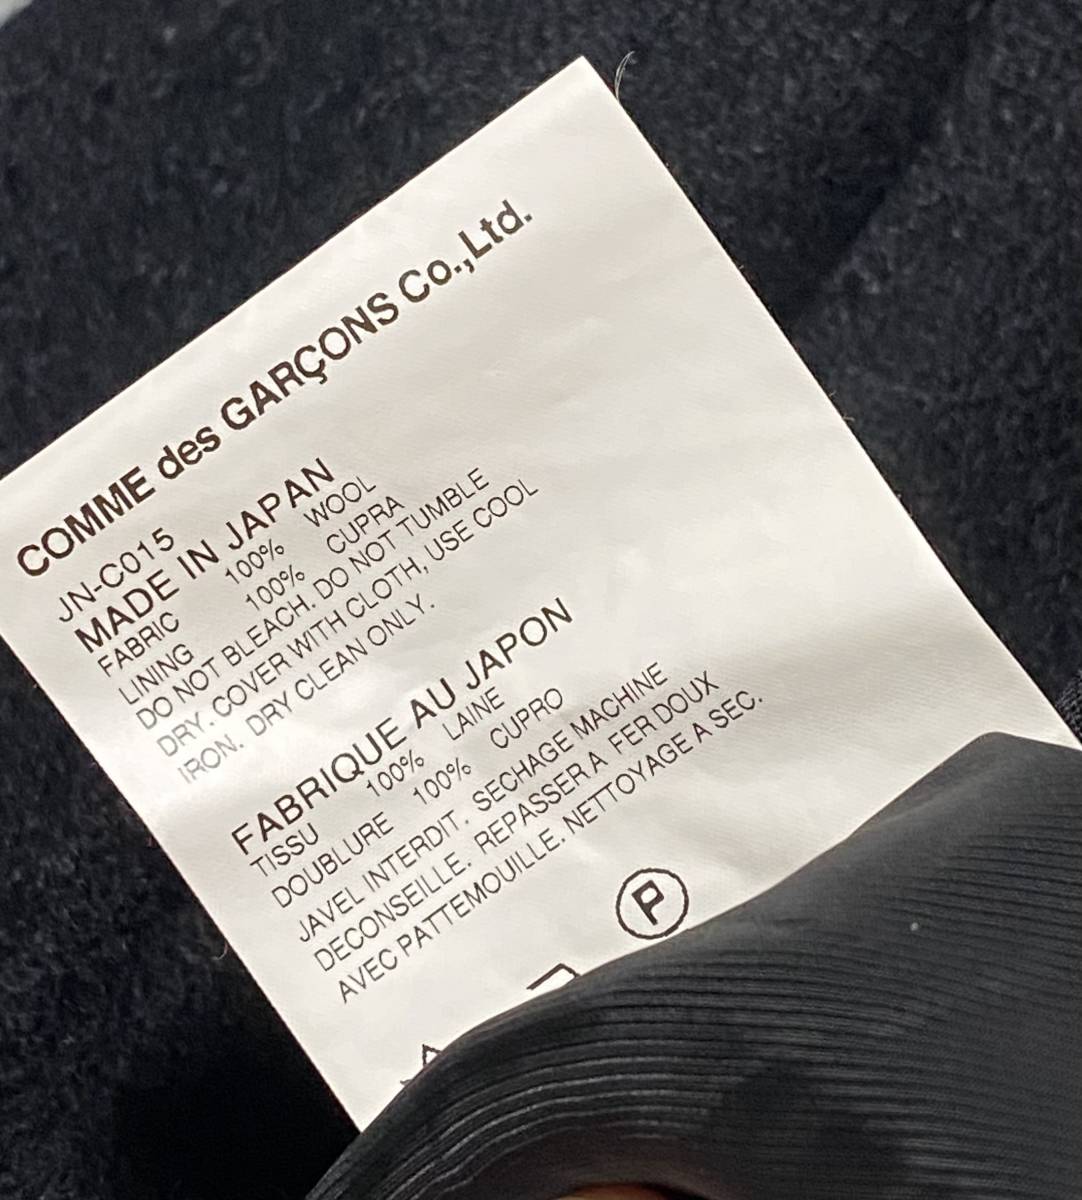 COMME des GARÇONS Co.,Ltd.
JN-C015
MADE IN JAPAN
FABRIC 100% WOOL
LINING 100% CUPRA
DO NOT BLEACH. DO NOT TUMBLE
DRY. COVER WITH CLOTH, USE COOL
IRON. DRY CLEAN ONLY.
FABRIQUE AU JAPON
TISSU 100% LAINE
DOUBLURE 100% CUPRO
JAVEL INTERDIT. SECHAGE MACHINE
DECONSEILLE. REPASSER A FER DOUX
AVEC PATTEMOUILLE. NETTOYAGE A SEC.
P